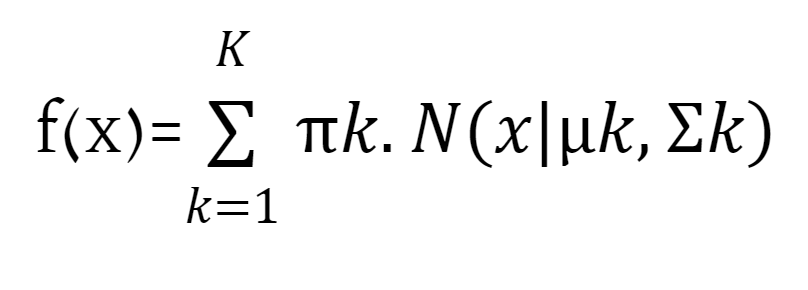 K
f(x)= ∑ πk. N(x|μk, Σk)
k=1